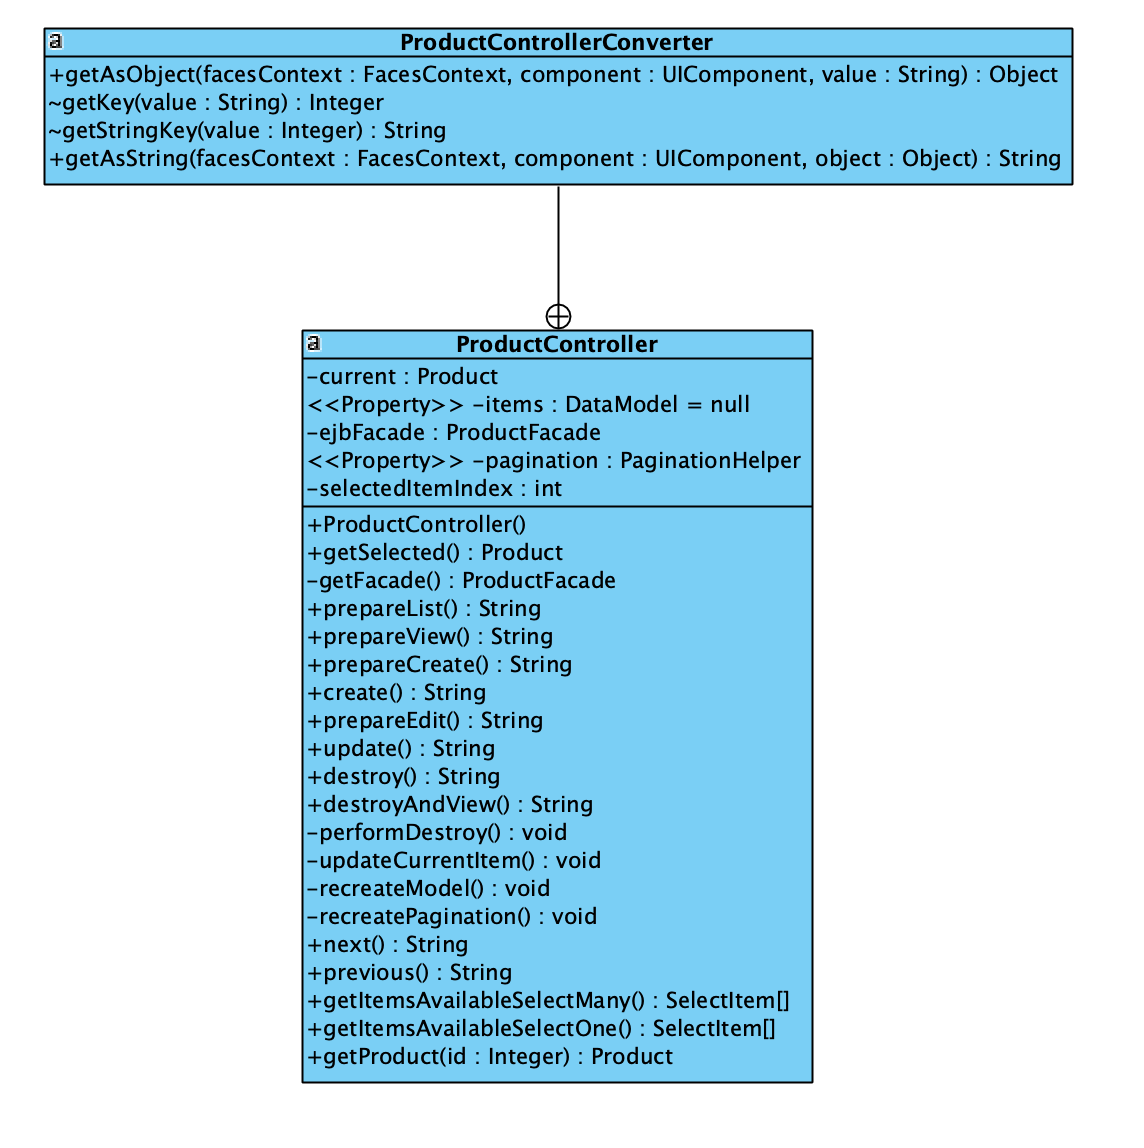 a
ProductControllerConverter
+getAsObject(facesContext : FacesContext, component : UIComponent, value : String) : Object
~getKey(value : String) : Integer
~getStringKey(value : Integer) : String
+getAsString(facesContext : FacesContext, component : UIComponent, object : Object) : String
a
ProductController
-current : Product
<<Property>> -items : DataModel = null
-ejbFacade : ProductFacade
<<Property>> -pagination : PaginationHelper
-selectedItemIndex : int
+ProductController()
+getSelected() : Product
-getFacade() : ProductFacade
+prepareList() : String
+prepareView() : String
+prepareCreate() : String
+create() : String
+prepareEdit() : String
+update() : String
+destroy() : String
+destroyAndView() : String
-performDestroy() : void
-updateCurrentItem() : void
-recreateModel() : void
-recreatePagination() : void
+next() : String
+previous() : String
+getItemsAvailableSelectMany() : SelectItem[]
+getItemsAvailableSelectOne() : SelectItem[]
+getProduct(id : Integer) : Product